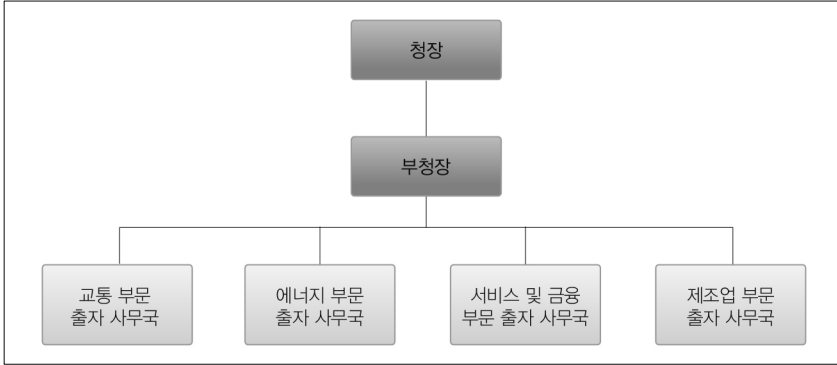 청장
부청장
교통 부문
출자 사무국
에너지 부문
출자 사무국
서비스 및 금융
부문 출자 사무국
제조업 부문
출자 사무국